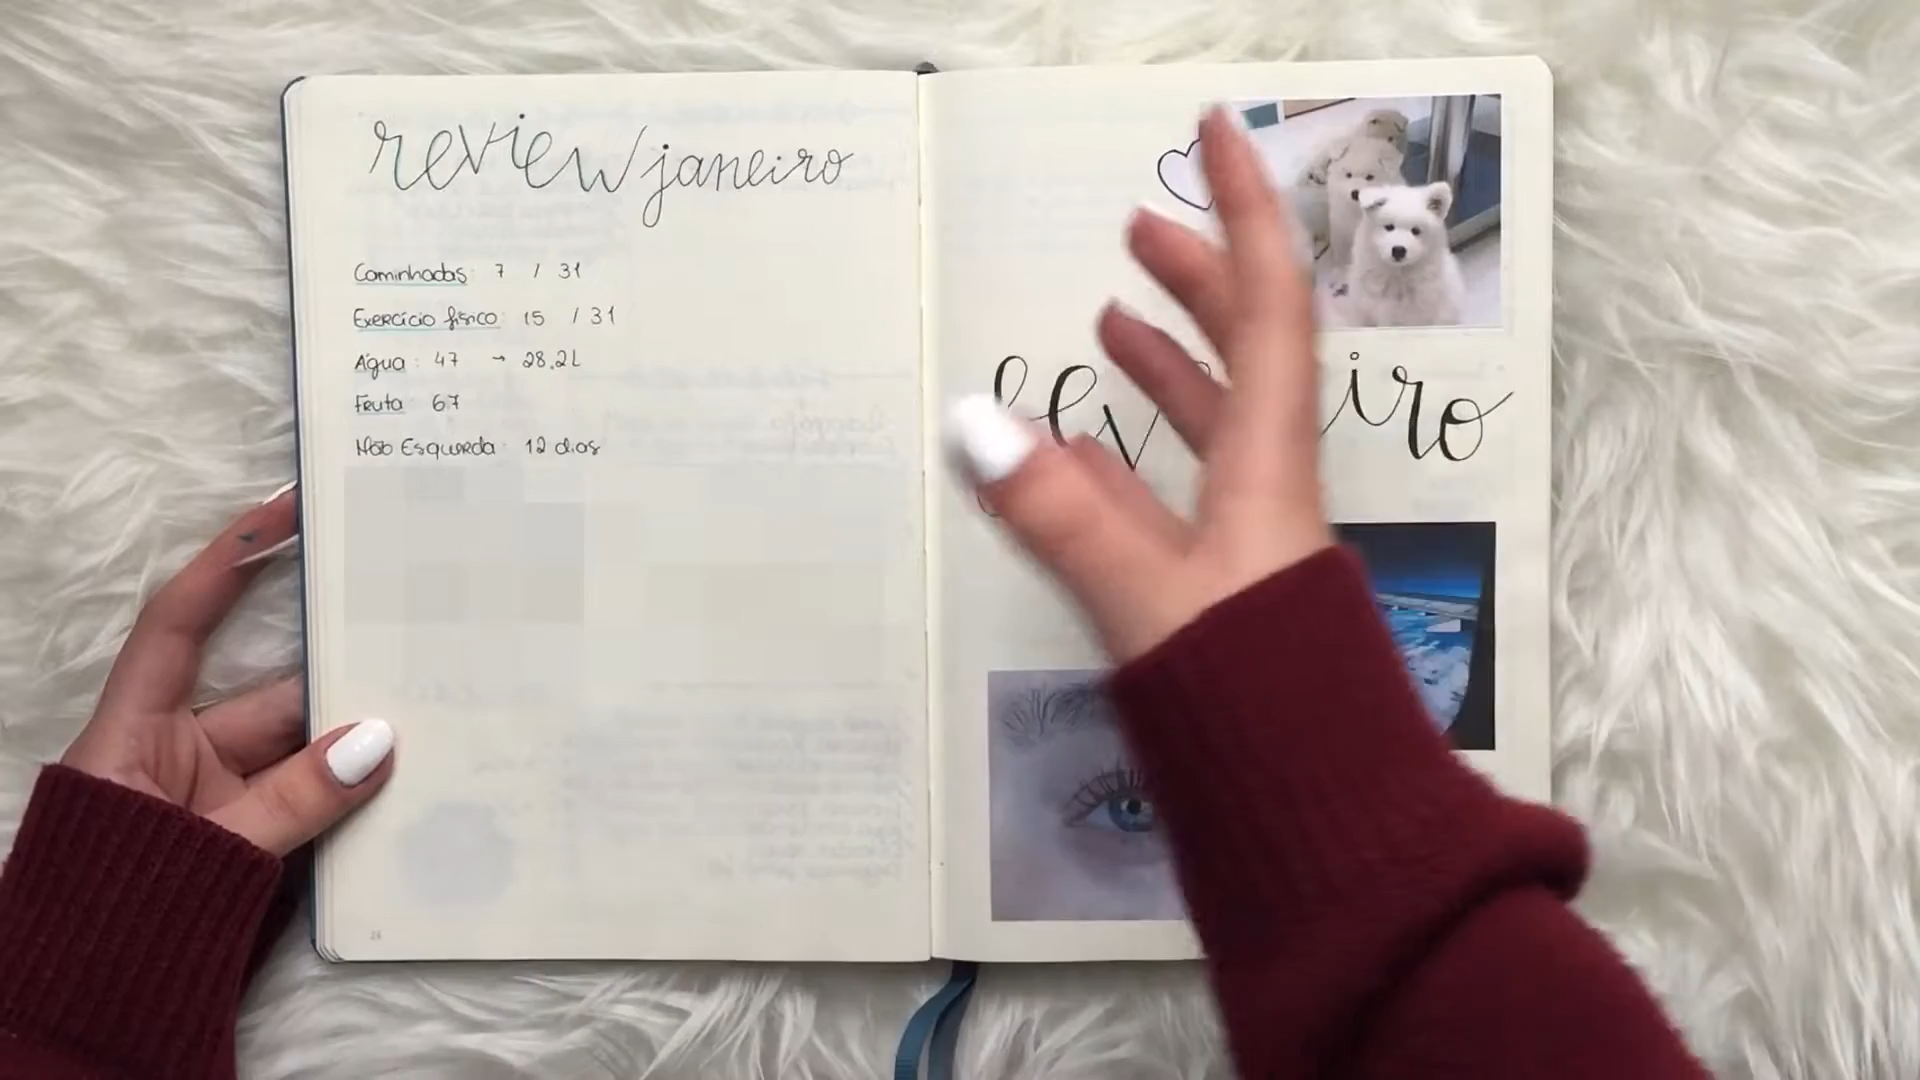 review janeiro
Caminhadas: 7 / 31
Exercício físico: 15 / 31
Água: 47 → 28.2L
Fruta: 67
Mão Esquerda: 12 dias